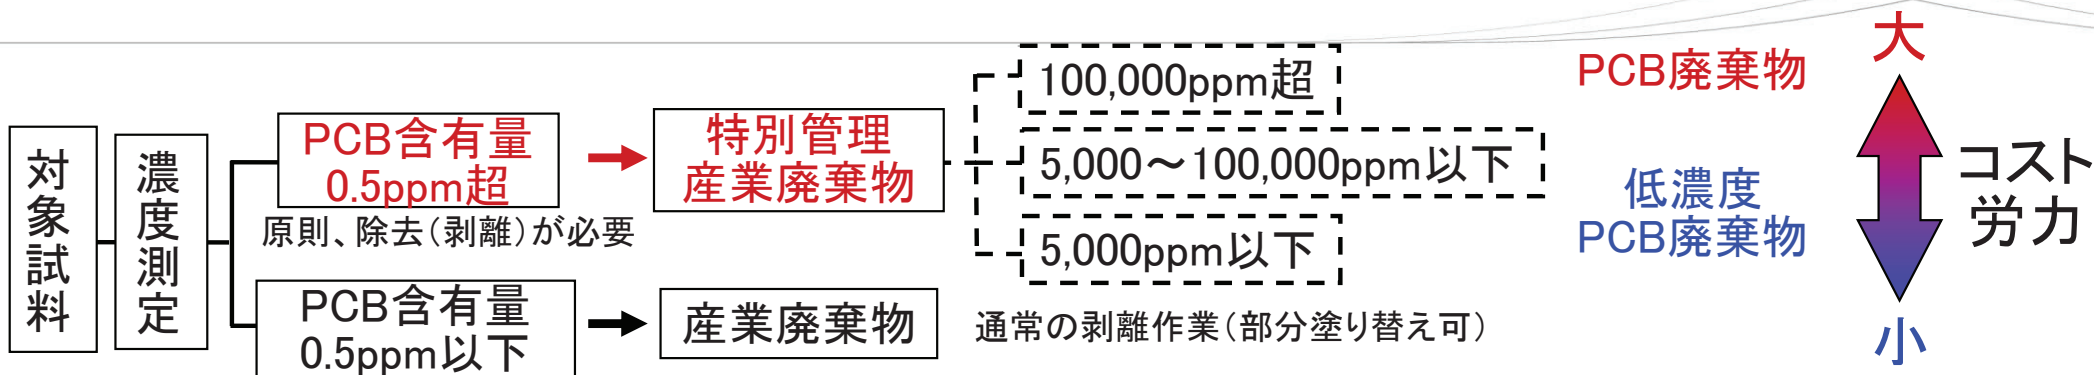 対象試料
濃度測定
PCB含有量
0.5ppm超
原則、除去(剥離)が必要
PCB含有量
0.5ppm以下
特別管理
産業廃棄物
産業廃棄物
100,000ppm超
5,000~100,000ppm以下
5,000ppm以下
通常の剥離作業(部分塗り替え可)
PCB廃棄物
低濃度
PCB廃棄物
大
コスト
労力
小